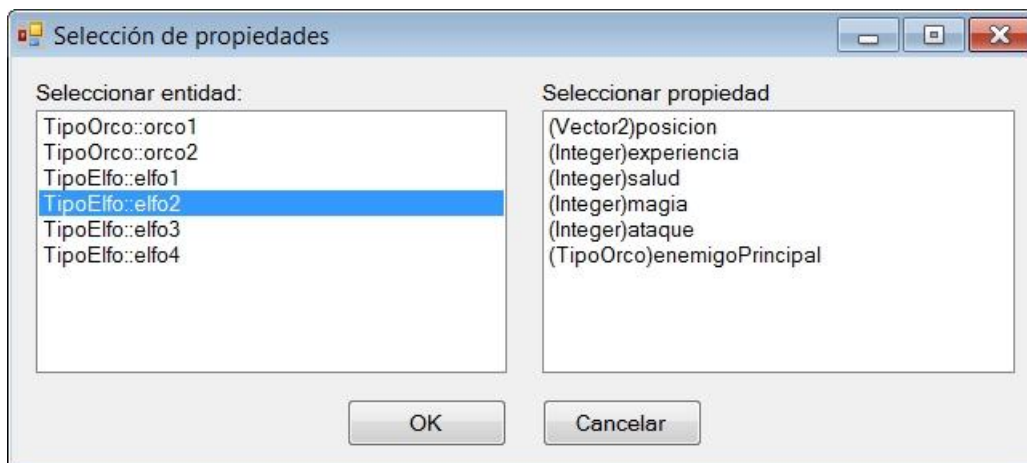 Selección de propiedades
Seleccionar entidad:
TipoOrco::orco1
TipoOrco::orco2
TipoElfo::elfo1
TipoElfo::elfo2
TipoElfo::elfo3
TipoElfo::elfo4
Seleccionar propiedad
(Vector2)posicion
(Integer)experiencia
(Integer)salud
(Integer)magia
(Integer)ataque
(TipoOrco)enemigoPrincipal
OK
Cancelar